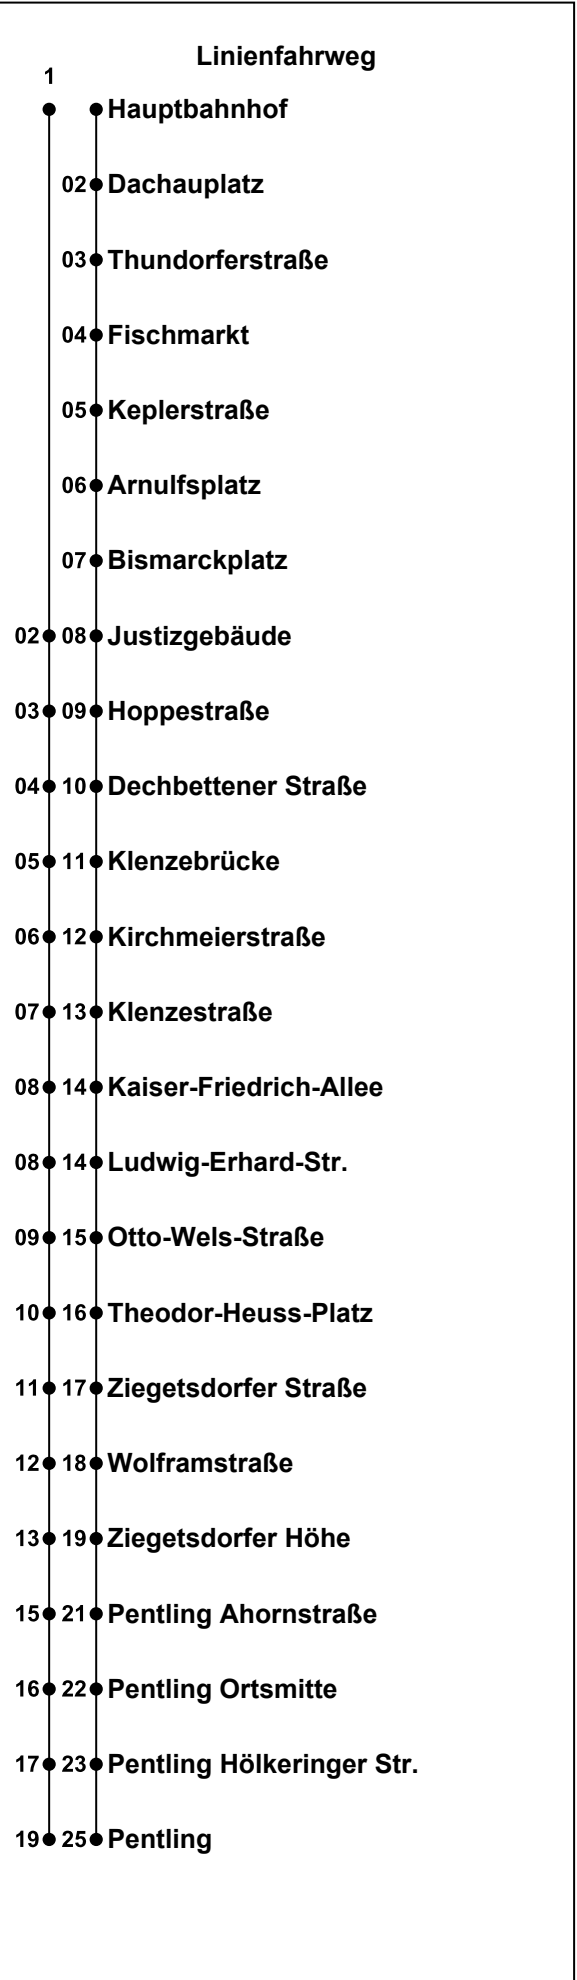 Linienfahrweg
1
Hauptbahnhof
02 Dachauplatz
03 Thundorferstraße
04 Fischmarkt
05 Keplerstraße
06 Arnulfsplatz
07 Bismarckplatz
02 08 Justizgebäude
03 09 Hoppestraße
04 10 Dechbettener Straße
05 11 Klenzebrücke
06 12 Kirchmeierstraße
07 13 Klenzestraße
08 14 Kaiser-Friedrich-Allee
08 14 Ludwig-Erhard-Str.
09 15 Otto-Wels-Straße
10 16 Theodor-Heuss-Platz
11 17 Ziegetsdorfer Straße
12 18 Wolframstraße
13 19 Ziegetsdorfer Höhe
15 21 Pentling Ahornstraße
16 22 Pentling Ortsmitte
17 23 Pentling Hölkeringer Str.
19 25 Pentling